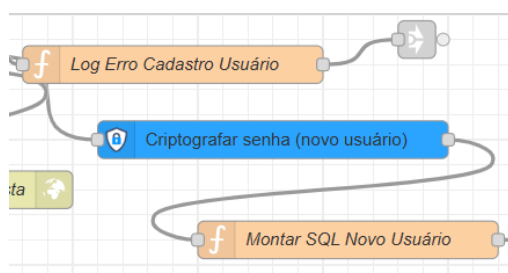 Log Erro Cadastro Usuário
Criptografar senha (novo usuário)
sta
Montar SQL Novo Usuário